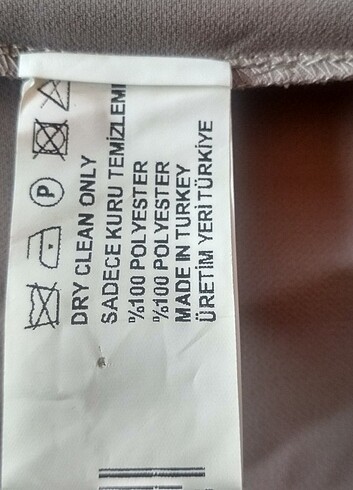 P
DRY CLEAN ONLY
SADECE KURU TEMİZLEME
%100 POLYESTER
%100 POLYESTER
MADE IN TURKEY
ÜRETİM YERİ TÜRKİYE